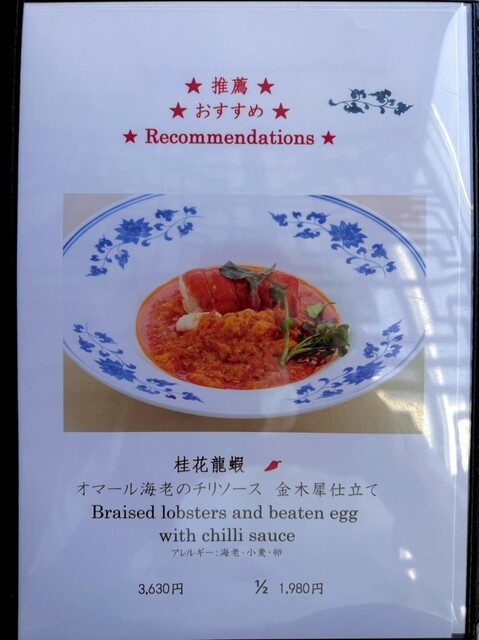 ★ 推薦 ★
★ おすすめ ★
★ Recommendations ★
桂花龍蝦
オマール海老のチリソース 金木犀仕立て
Braised lobsters and beaten egg
with chilli sauce
アレルギー：海老・小麦・卵
3,630円 ½ 1,980円